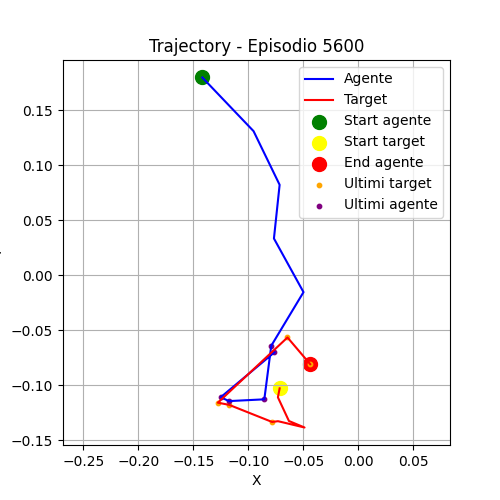 Trajectory - Episodio 5600
Agente
Target
Start agente
Start target
End agente
Ultimi target
Ultimi agente
0.15
0.10
0.05
0.00
−0.05
−0.10
−0.15
−0.25
−0.20
−0.15
−0.10
−0.05
0.00
0.05
X